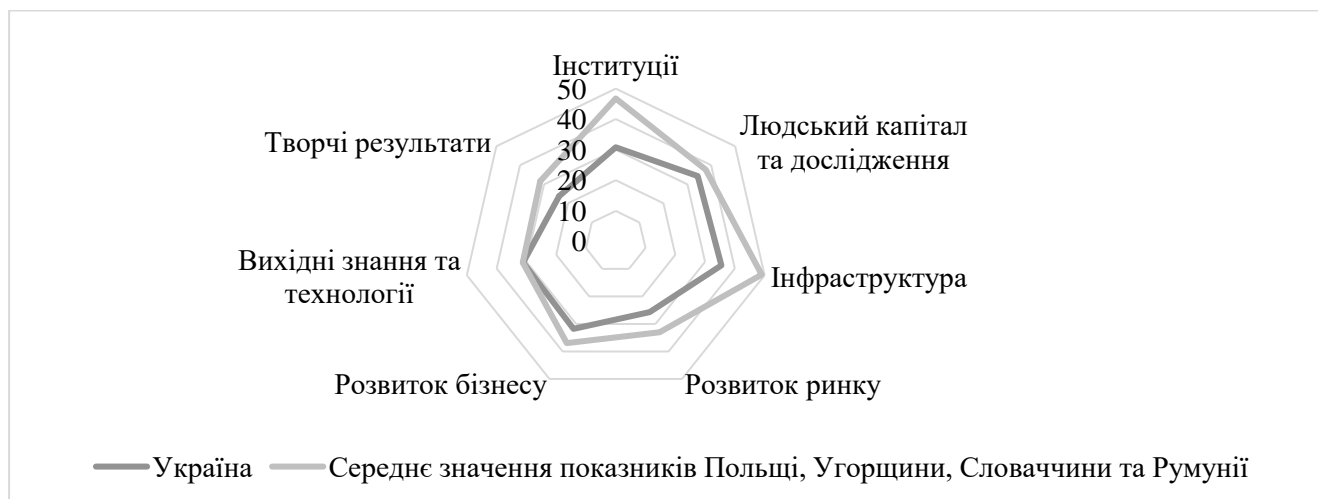 Інституції
50
40
30
20
10
0
Людський капітал
та дослідження
Інфраструктура
Розвиток ринку
Розвиток бізнесу
Вихідні знання та
технології
Творчі результати
Україна
Середнє значення показників Польщі, Угорщини, Словаччини та Румунії